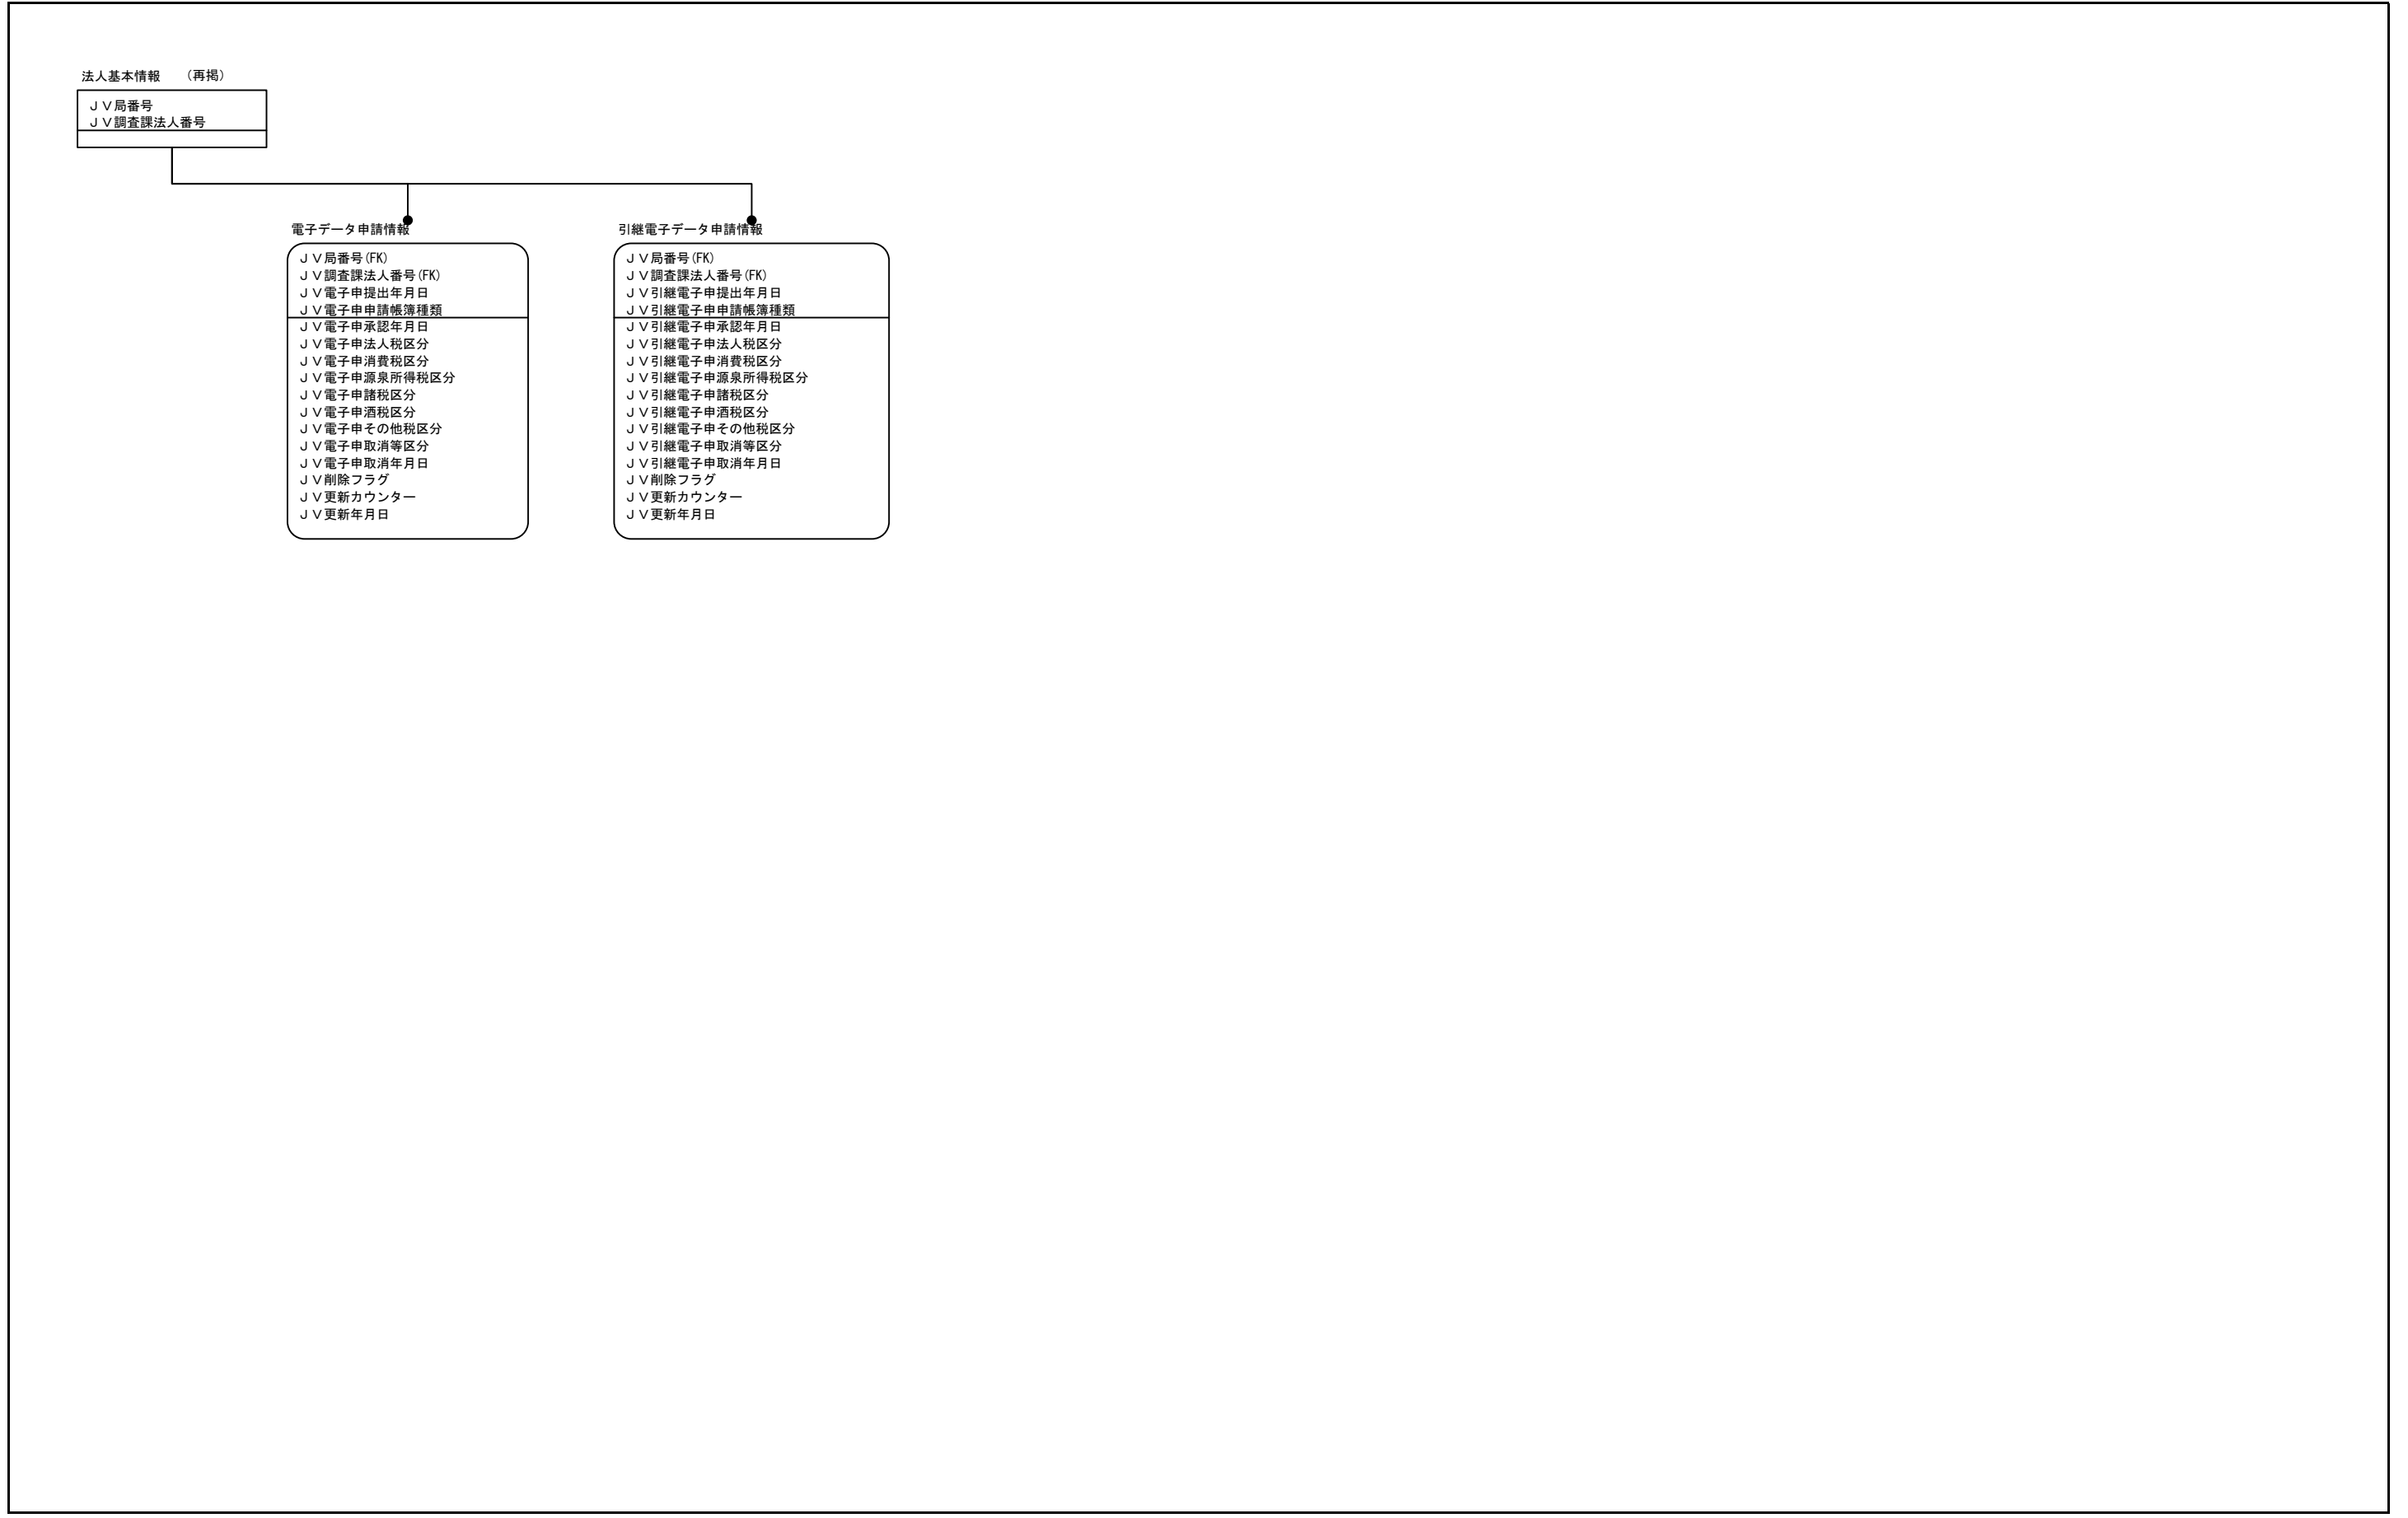 法人基本情報　（再掲）
ＪＶ局番号
ＪＶ調査課法人番号
電子データ申請情報
ＪＶ局番号(FK)
ＪＶ調査課法人番号(FK)
ＪＶ電子申提出年月日
ＪＶ電子申申請帳簿種類
ＪＶ電子申承認年月日
ＪＶ電子申法人税区分
ＪＶ電子申消費税区分
ＪＶ電子申源泉所得税区分
ＪＶ電子申諸税区分
ＪＶ電子申酒税区分
ＪＶ電子申その他税区分
ＪＶ電子申取消等区分
ＪＶ電子申取消年月日
ＪＶ削除フラグ
ＪＶ更新カウンター
ＪＶ更新年月日
引継電子データ申請情報
ＪＶ局番号(FK)
ＪＶ調査課法人番号(FK)
ＪＶ引継電子申提出年月日
ＪＶ引継電子申申請帳簿種類
ＪＶ引継電子申承認年月日
ＪＶ引継電子申法人税区分
ＪＶ引継電子申消費税区分
ＪＶ引継電子申源泉所得税区分
ＪＶ引継電子申諸税区分
ＪＶ引継電子申酒税区分
ＪＶ引継電子申その他税区分
ＪＶ引継電子申取消等区分
ＪＶ引継電子申取消年月日
ＪＶ削除フラグ
ＪＶ更新カウンター
ＪＶ更新年月日